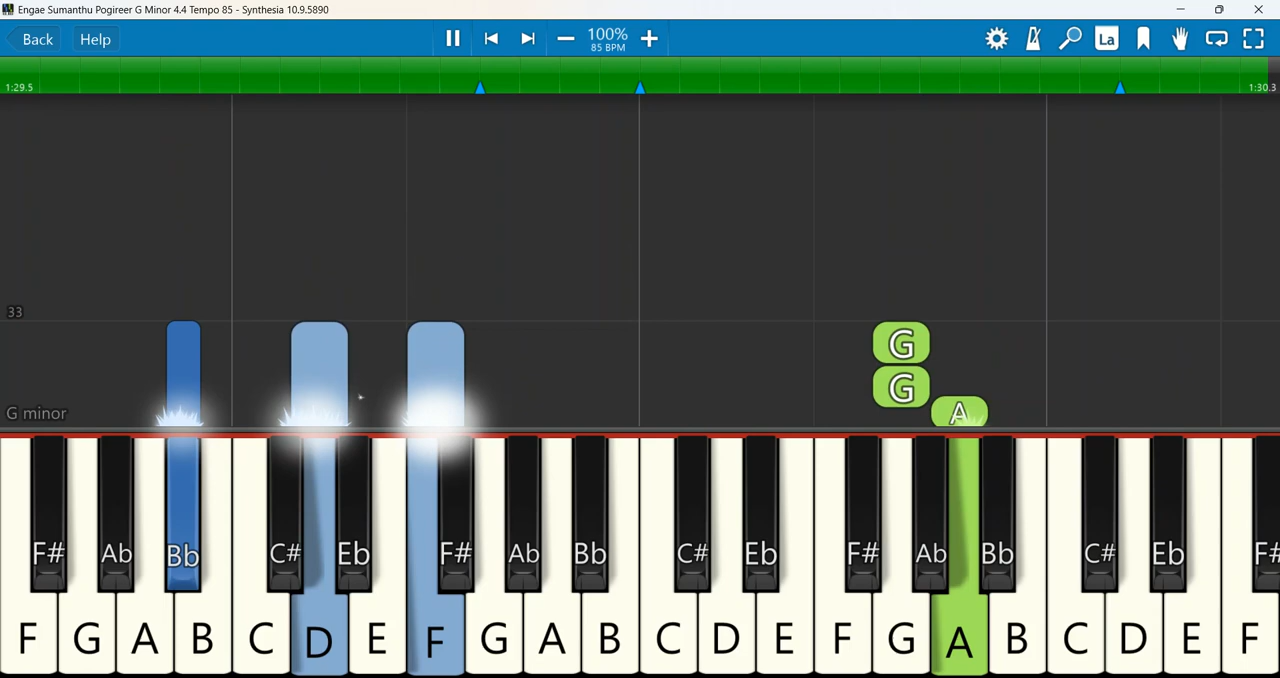 Engae Sumanthu Pogireer G Minor 4.4 Tempo 85 - Synthesia 10.9.5890
Back Help 100% La
85 BPM
1:29.5 1:30.3
33
G
G
G minor A
F# Ab Bb C# Eb F# Ab Bb C# Eb F# Ab Bb C# Eb F#
F G A B C D E F G A B C D E F G A B C D E F